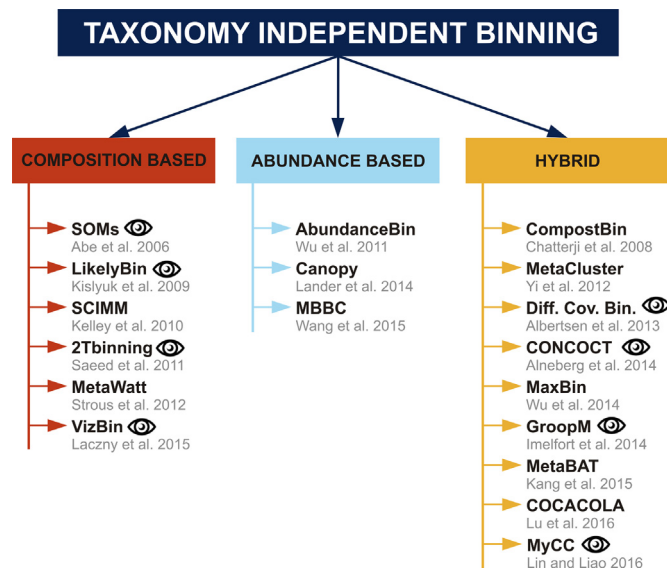 TAXONOMY INDEPENDENT BINNING
COMPOSITION BASED
SOMs
Abe et al. 2006
LikelyBin
Kislyuk et al. 2009
SCIMM
Kelley et al. 2010
2Tbinning
Saeed et al. 2011
MetaWatt
Strous et al. 2012
VizBin
Laczny et al. 2015
ABUNDANCE BASED
AbundanceBin
Wu et al. 2011
Canopy
Lander et al. 2014
MBBC
Wang et al. 2015
HYBRID
CompostBin
Chatterji et al. 2008
MetaCluster
Yi et al. 2012
Diff. Cov. Bin.
Albertsen et al. 2013
CONCOCT
Alneberg et al. 2014
MaxBin
Wu et al. 2014
GroopM
Imelfort et al. 2014
MetaBAT
Kang et al. 2015
COCACOLA
Lu et al. 2016
MyCC
Lin and Liao 2016